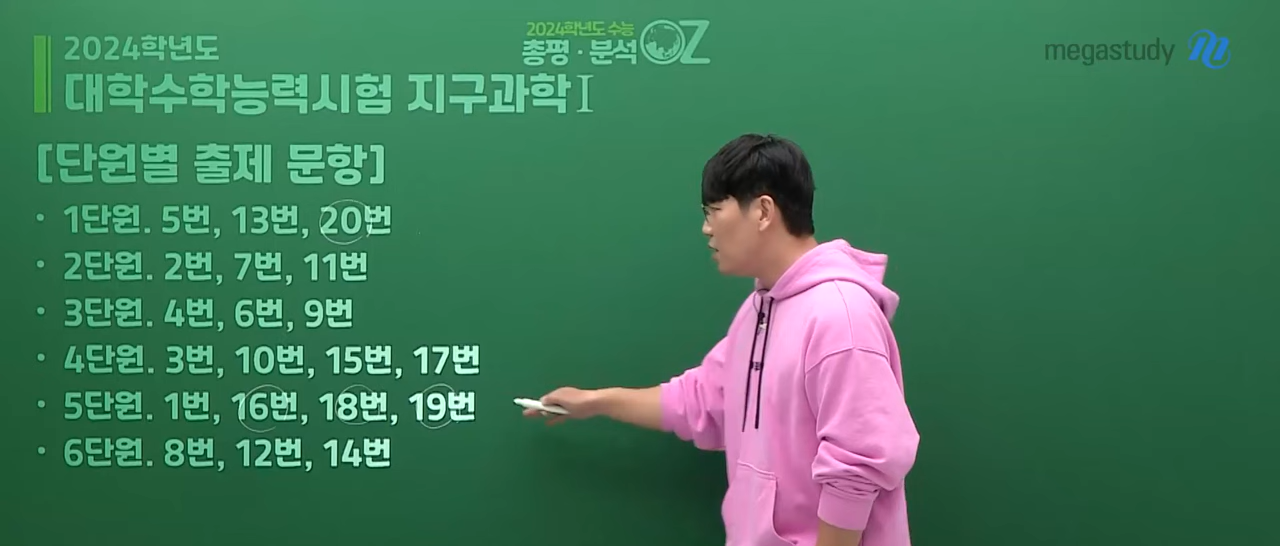 2024학년도
대학수학능력시험 지구과학I
2024학년도 수능
총평·분석OZ
megastudy
[단원별 출제 문항]
• 1단원. 5번, 13번, 20번
• 2단원. 2번, 7번, 11번
• 3단원. 4번, 6번, 9번
• 4단원. 3번, 10번, 15번, 17번
• 5단원. 1번, 16번, 18번, 19번
• 6단원. 8번, 12번, 14번